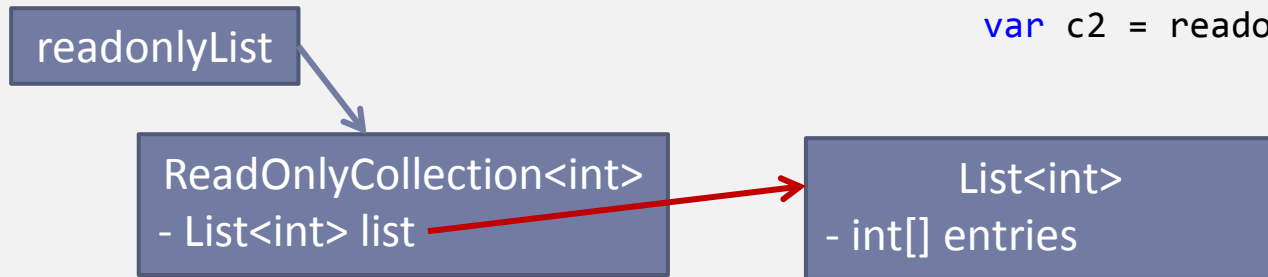 var c2 = reado
readonlyList
ReadOnlyCollection<int>
- List<int> list
List<int>
- int[] entries